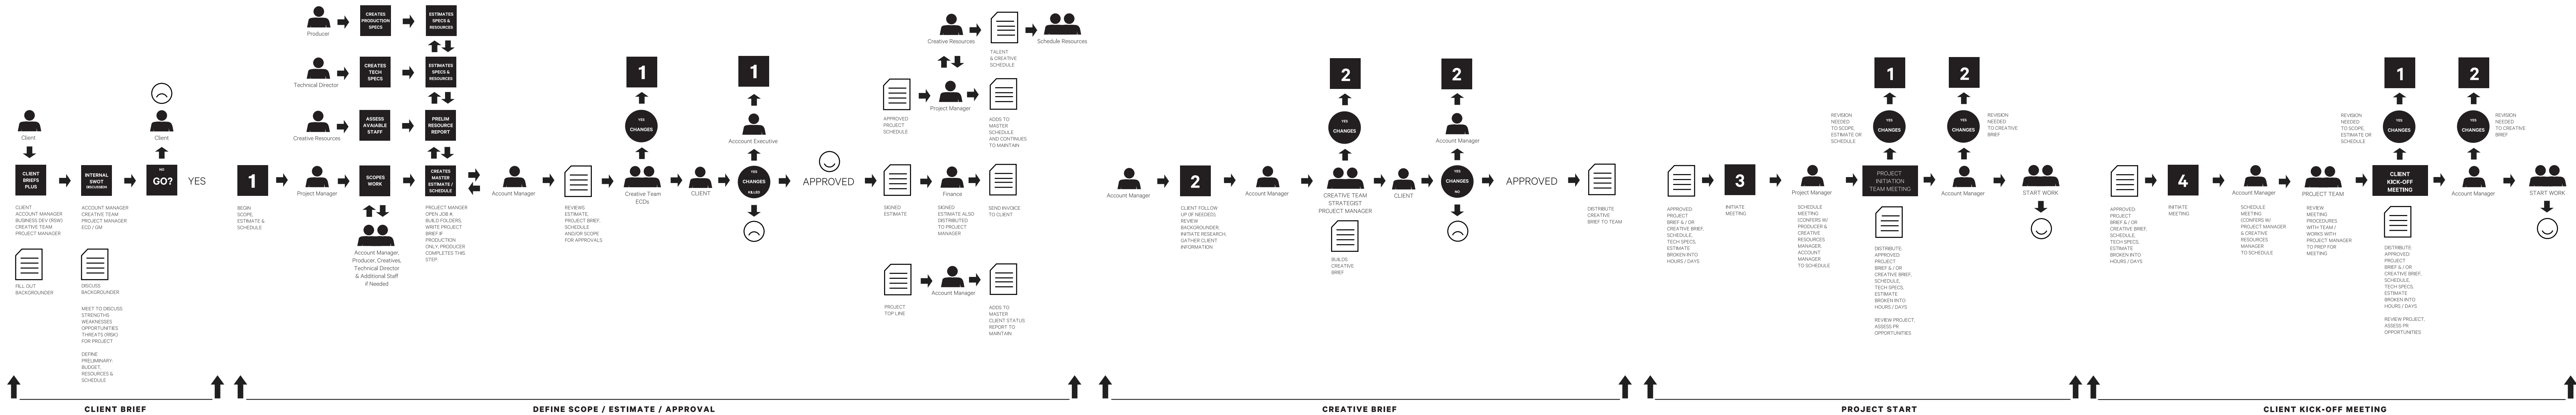 Client
CLIENT
BRIEFS
PLUS
CLIENT
ACCOUNT MANAGER
BUSINESS DEV (RISK)
CREATIVE TEAM
PROJECT MANAGER
FILL OUT
BACKGROUNDER
INTERNAL
SWOT
DISCUSSION
ACCOUNT MANAGER
CREATIVE TEAM
PROJECT MANAGER
ECD / GM
DISCUSS
BACKGROUNDER
MEET TO DISCUSS
STRENGTHS
WEAKNESSES
OPPORTUNITIES
THREATS (RISK)
FOR PROJECT
DEFINE
PRELIMINARY:
BUDGET,
RESOURCES &
SCHEDULE
Client
NO
GO?
YES
CLIENT BRIEF
1
BEGIN
SCOPE,
ESTIMATE &
SCHEDULE
Producer
CREATES
PRODUCTION
SPECS
ESTIMATES
SPECS &
RESOURCES
Technical Director
CREATES
TECH
SPECS
ESTIMATES
SPECS &
RESOURCES
Creative Resources
ASSESS
AVAIABLE
STAFF
PRELIM
RESOURCE
REPORT
Project Manager
SCOPES
WORK
CREATES
MASTER
ESTIMATE /
SCHEDULE
Account Manager,
Producer, Creatives,
Technical Director
& Additional Staff
if Needed
PROJECT MANGER
OPEN JOB #,
BUILD FOLDERS,
WRITE PROJECT
BRIEF IF
PRODUCTION
ONLY, PRODUCER
COMPLETES THIS
STEP.
Account Manager
REVIEWS
ESTIMATE,
PROJECT BRIEF,
SCHEDULE
AND/OR SCOPE
FOR APPROVALS
1
YES
CHANGES
Creative Team
ECDs
CLIENT
1
Acccount Executive
YES
CHANGES
KILLED
APPROVED
Creative Resources
TALENT
& CREATIVE
SCHEDULE
Schedule Resources
APPROVED
PROJECT
SCHEDULE
Project Manager
ADDS TO
MASTER
SCHEDULE
AND CONTINUES
TO MAINTAIN
SIGNED
ESTIMATE
Finance
SIGNED
ESTIMATE ALSO
DISTRIBUTED
TO PROJECT
MANAGER
SEND INVOICE
TO CLIENT
PROJECT
TOP LINE
Account Manager
ADDS TO
MASTER
CLIENT STATUS
REPORT TO
MAINTAIN
DEFINE SCOPE / ESTIMATE / APPROVAL
Account Manager
2
CLIENT FOLLOW
UP (IF NEEDED),
REVIEW
BACKGROUNDER,
INITIATE RESEARCH,
GATHER CLIENT
INFORMATION
Account Manager
2
YES
CHANGES
CREATIVE TEAM
STRATEGIST
PROJECT MANAGER
BUILDS
CREATIVE
BRIEF
CLIENT
2
Account Manager
YES
CHANGES
NO
APPROVED
DISTRIBUTE
CREATIVE
BRIEF TO TEAM
CREATIVE BRIEF
APPROVED:
PROJECT
BRIEF & / OR
CREATIVE BRIEF,
SCHEDULE,
TECH SPECS,
ESTIMATE
BROKEN INTO
HOURS / DAYS
3
INITIATE
MEETING
Project Manager
SCHEDULE
MEETING
(CONFERS W/
PRODUCER &
CREATIVE
RESOURCES
MANAGER,
ACCOUNT
MANAGER
TO SCHEDULE
REVISION
NEEDED
TO SCOPE,
ESTIMATE OR
1
YES
CHANGES
PROJECT
INITIATION
TEAM MEETING
DISTRIBUTE:
APPROVED:
PROJECT
BRIEF & / OR
CREATIVE BRIEF,
SCHEDULE,
TECH SPECS,
ESTIMATE
BROKEN INTO
HOURS / DAYS
REVIEW PROJECT,
ASSESS PR
OPPORTUNITIES
2
YES
CHANGES
REVISION
NEEDED
TO CREATIVE
BRIEF
Account Manager
START WORK
PROJECT START
APPROVED:
PROJECT
BRIEF & / OR
CREATIVE BRIEF,
SCHEDULE,
TECH SPECS,
ESTIMATE
BROKEN INTO
HOURS / DAYS
4
INITIATE
MEETING
Account Manager
SCHEDULE
MEETING
(CONFERS W/
PROJECT MANAGER
& CREATIVE
RESOURCES
MANAGER
TO SCHEDULE
PROJECT TEAM
REVIEW
MEETING
PROCEDURES
WITH TEAM /
WORKS WITH
PROJECT MANAGER
TO PREP FOR
MEETING
REVISION
NEEDED
TO SCOPE,
ESTIMATE OR
1
YES
CHANGES
CLIENT
KICK-OFF
MEETING
DISTRIBUTE:
APPROVED:
PROJECT
BRIEF & / OR
CREATIVE BRIEF,
SCHEDULE,
TECH SPECS,
ESTIMATE
BROKEN INTO
HOURS / DAYS
REVIEW PROJECT,
ASSESS PR
OPPORTUNITIES
2
YES
CHANGES
REVISION
NEEDED
TO CREATIVE
BRIEF
Account Manager
START WORK
CLIENT KICK-OFF MEETING